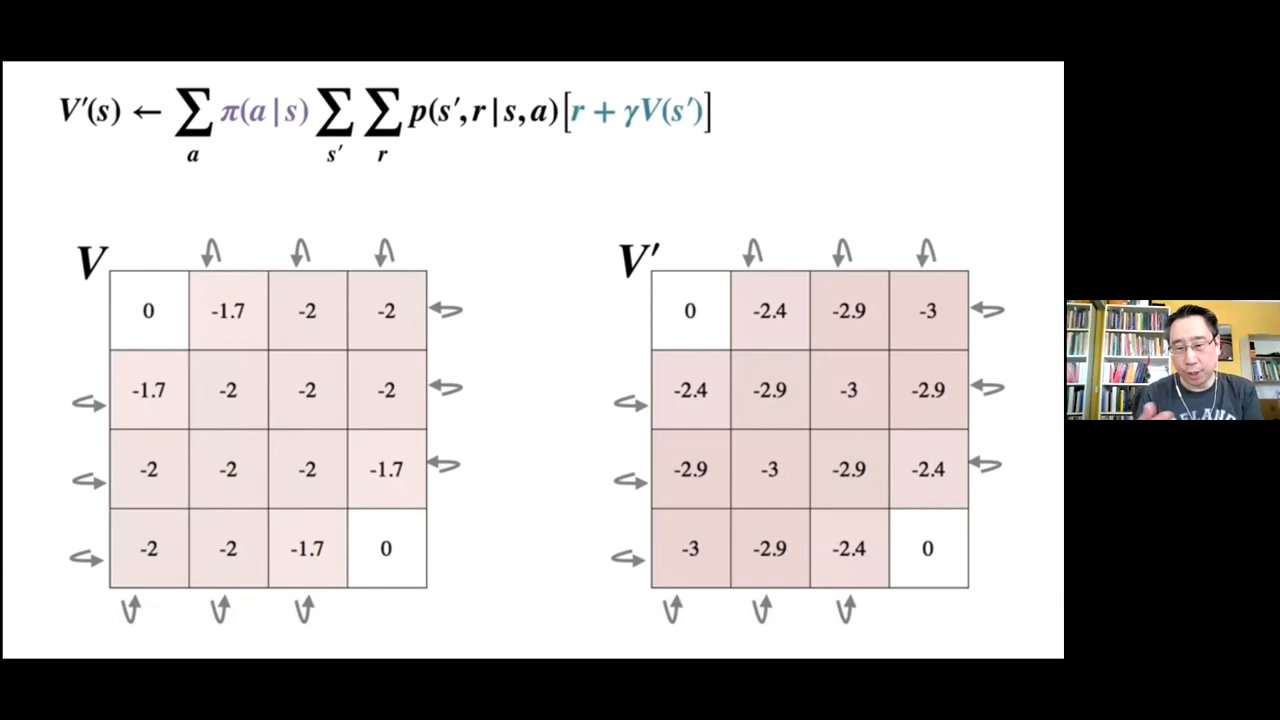 V′(s) ← ∑ π(a|s) ∑ ∑ p(s′, r|s, a)[r + γV(s′)]
a s′ r
V
0 -1.7 -2 -2
-1.7 -2 -2 -2
-2 -2 -2 -1.7
-2 -2 -1.7 0
V′
0 -2.4 -2.9 -3
-2.4 -2.9 -3 -2.9
-2.9 -3 -2.9 -2.4
-3 -2.9 -2.4 0